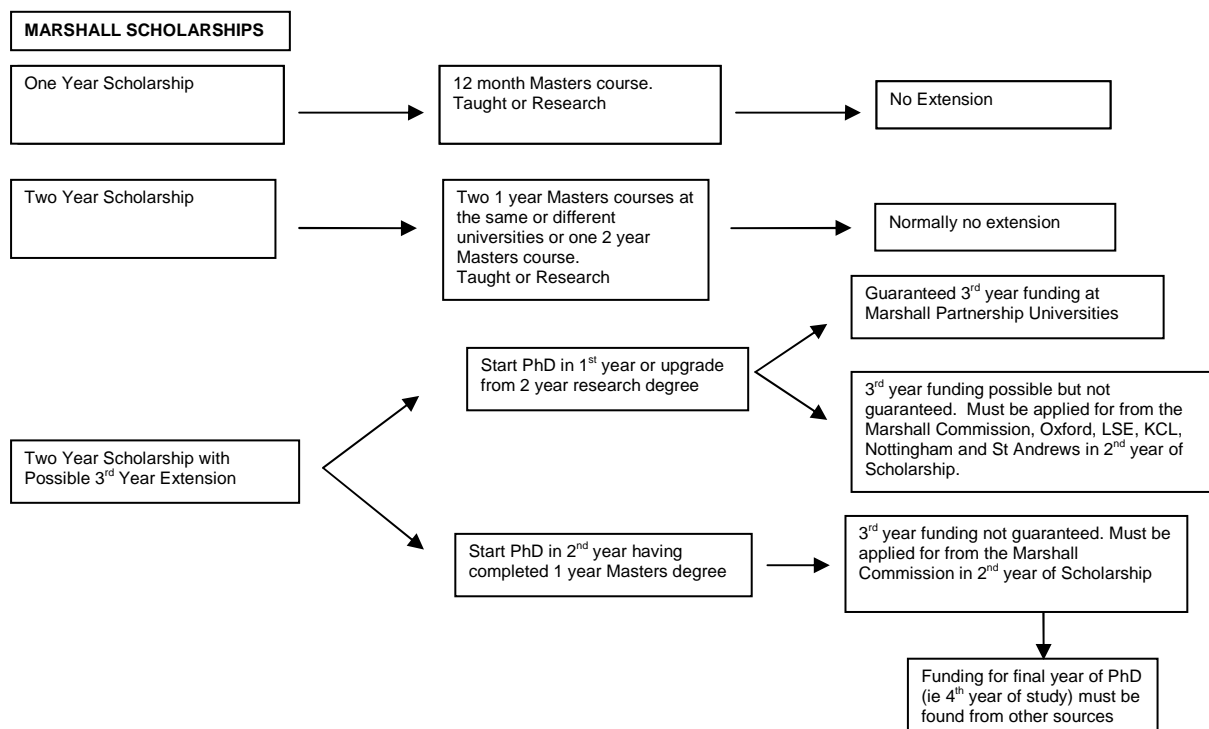 MARSHALL SCHOLARSHIPS
One Year Scholarship
12 month Masters course.
Taught or Research
No Extension
Two Year Scholarship
Two 1 year Masters courses at
the same or different
universities or one 2 year
Masters course.
Taught or Research
Normally no extension
Two Year Scholarship with
Possible 3rd Year Extension
Start PhD in 1st year or upgrade
from 2 year research degree
Guaranteed 3rd year funding at
Marshall Partnership Universities
3rd year funding possible but not
guaranteed. Must be applied for from the
Marshall Commission, Oxford, LSE, KCL,
Nottingham and St Andrews in 2nd year of
Scholarship.
Start PhD in 2nd year having
completed 1 year Masters degree
3rd year funding not guaranteed. Must be
applied for from the Marshall
Commission in 2nd year of Scholarship
Funding for final year of PhD
(ie 4th year of study) must be
found from other sources